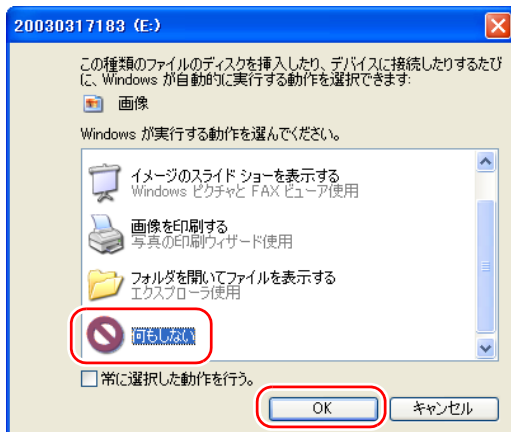 20030317183 (E:)
この種類のファイルのディスクを挿入したり、デバイスに接続したりするたび
に、Windows が自動的に実行する動作を選択できます:
画像
Windows が実行する動作を選んでください。
イメージのスライド ショーを表示する
Windows ピクチャと FAX ビューア使用
画像を印刷する
写真の印刷ウィザード使用
フォルダを開いてファイルを表示する
エクスプローラ使用
何もしない
常に選択した動作を行う。
OK
キャンセル